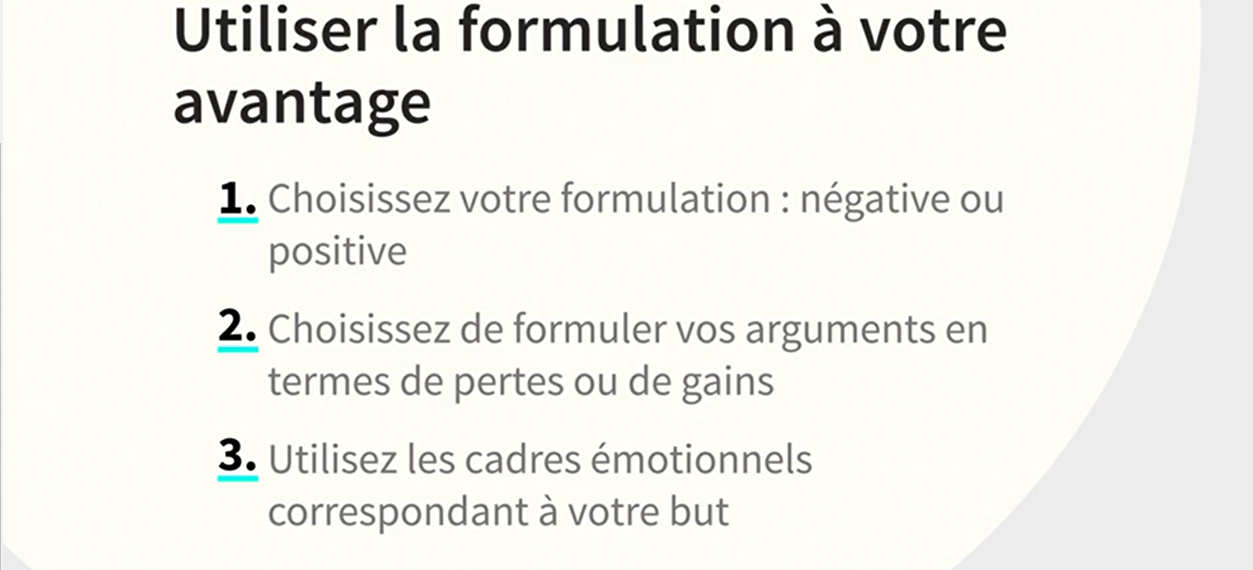 Utiliser la formulation à votre
avantage
1. Choisissez votre formulation : négative ou
positive
2. Choisissez de formuler vos arguments en
termes de pertes ou de gains
3. Utilisez les cadres émotionnels
correspondant à votre but